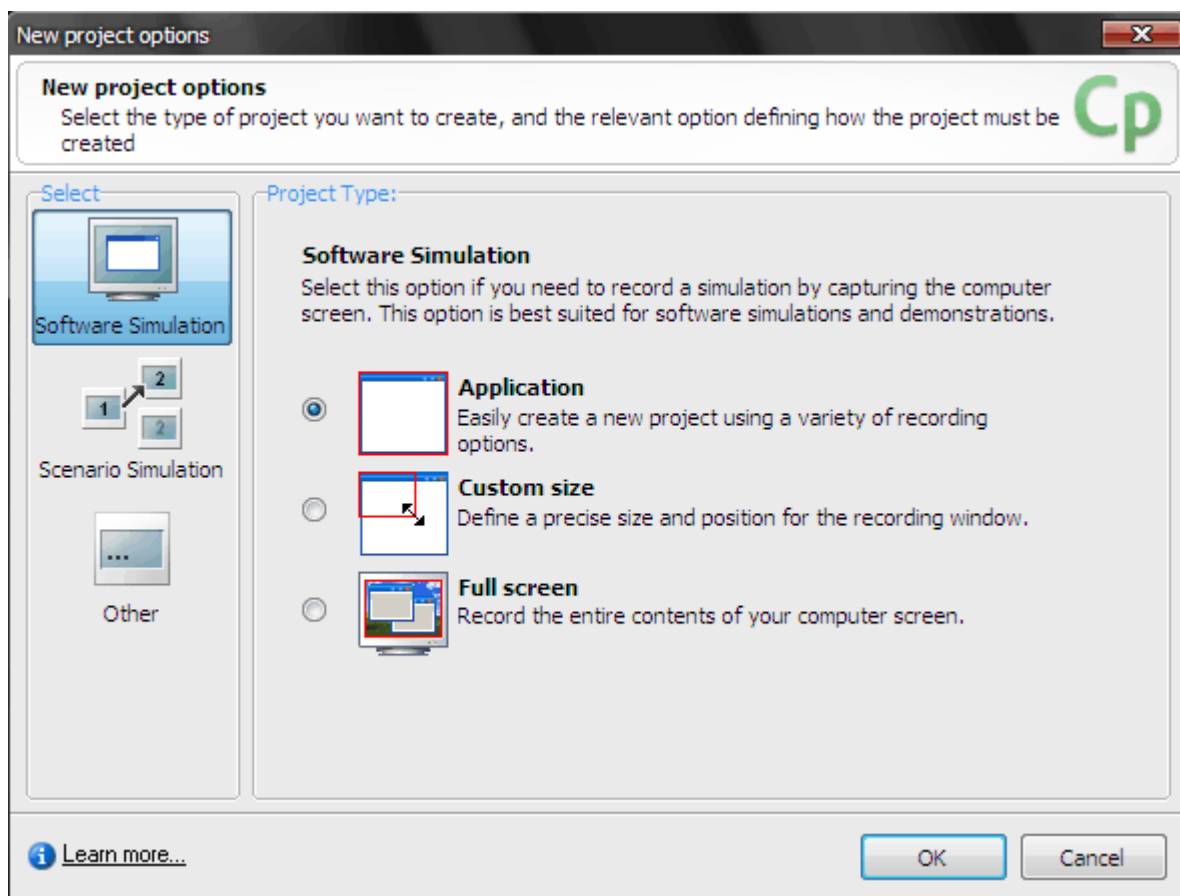 New project options
New project options
Select the type of project you want to create, and the relevant option defining how the project must be
created
Cp
Select
Software Simulation
1
2
2
Scenario Simulation
...
Other
Project Type:
Software Simulation
Select this option if you need to record a simulation by capturing the computer
screen. This option is best suited for software simulations and demonstrations.
Application
Easily create a new project using a variety of recording
options.
Custom size
Define a precise size and position for the recording window.
Full screen
Record the entire contents of your computer screen.
i Learn more...
OK
Cancel